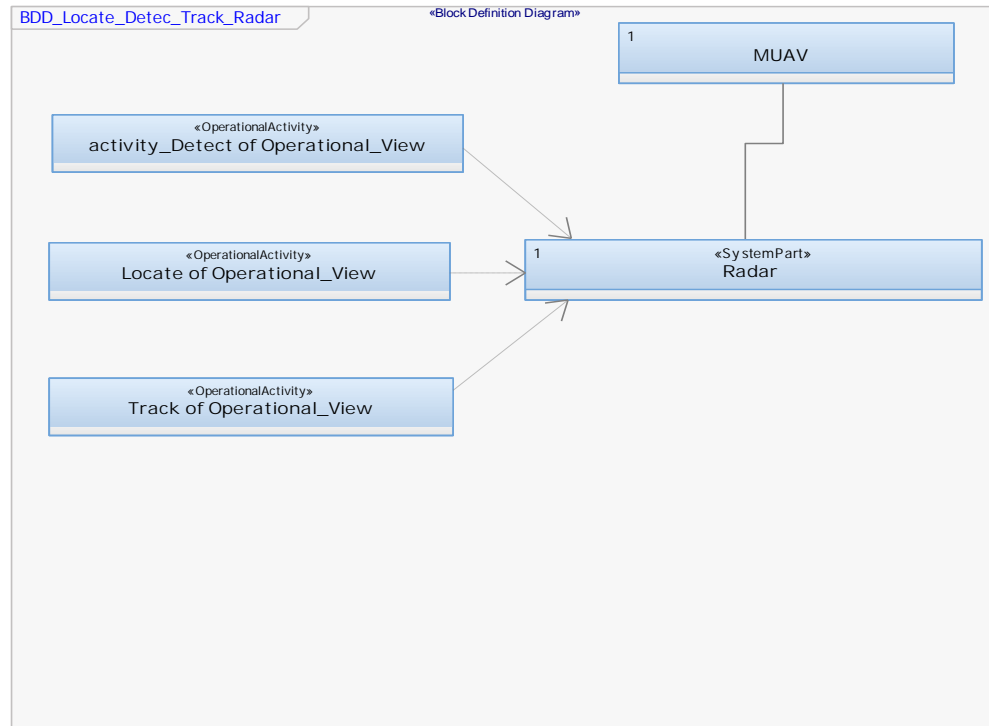 BDD_Locate_Detec_Track_Radar
«Block Definition Diagram»
1
MUAV
«OperationalActivity»
activity_Detect of Operational_View
«OperationalActivity»
Locate of Operational_View
1
«SystemPart»
Radar
«OperationalActivity»
Track of Operational_View